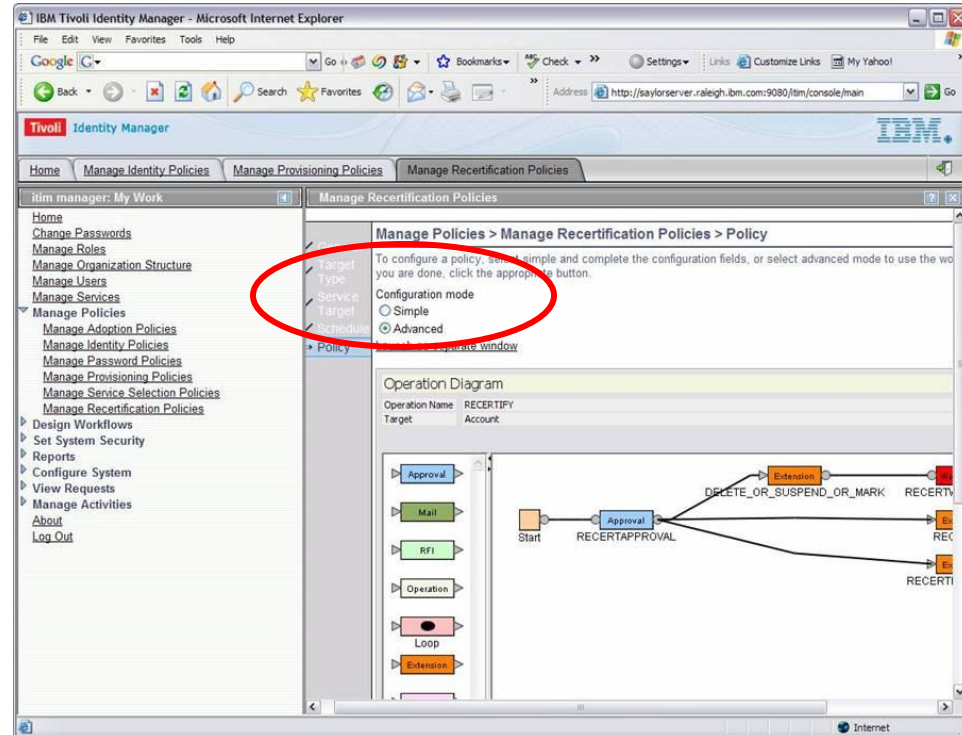 IBM Tivoli Identity Manager - Microsoft Internet Explorer
File Edit View Favorites Tools Help
Google G Go Bookmarks Check >> Settings Links Customize Links My Yahoo!
Back Search Favorites >> Address http://saylorserver.raleigh.ibm.com:9080/itim/console/main Go
Tivoli Identity Manager IBM.
Home Manage Identity Policies Manage Provisioning Policies Manage Recertification Policies
itim manager: My Work
Home
Change Passwords
Manage Roles
Manage Organization Structure
Manage Users
Manage Services
Manage Policies
Manage Adoption Policies
Manage Identity Policies
Manage Password Policies
Manage Provisioning Policies
Manage Service Selection Policies
Manage Recertification Policies
Design Workflows
Set System Security
Reports
Configure System
View Requests
Manage Activities
About
Log Out
Manage Recertification Policies
Target
Type
Service
Target
Schedule
Policy
Manage Policies > Manage Recertification Policies > Policy
To configure a policy, select simple and complete the configuration fields, or select advanced mode to use the wo
you are done, click the appropriate button.
Configuration mode
Simple
Advanced
Launch as separate window
Operation Diagram
Operation Name RECERTIFY
Target Account
Approval
Mail
RFI
Operation
Loop
Extension
Start
Approval
RECERTAPPROVAL
Extension
DELETE_OR_SUSPEND_OR_MARK
RECERTI
Internet